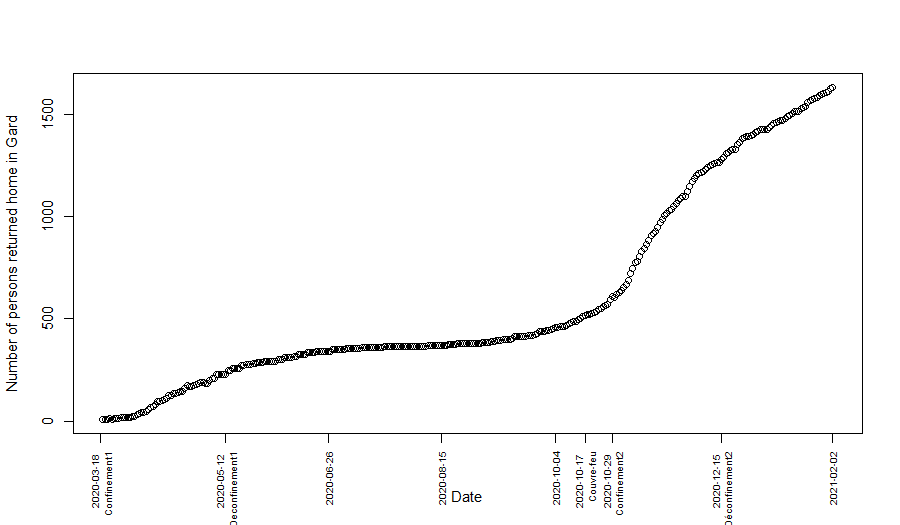 Number of persons returned home in Gard
1500
1000
500
0
2020-03-18
Confinement1
2020-05-12
Deconfinement1
2020-06-26
2020-08-15
2020-10-04
2020-10-17
Couvre-feu
2020-10-29
Confinement2
2020-12-15
Déconfinement2
2021-02-02
Date